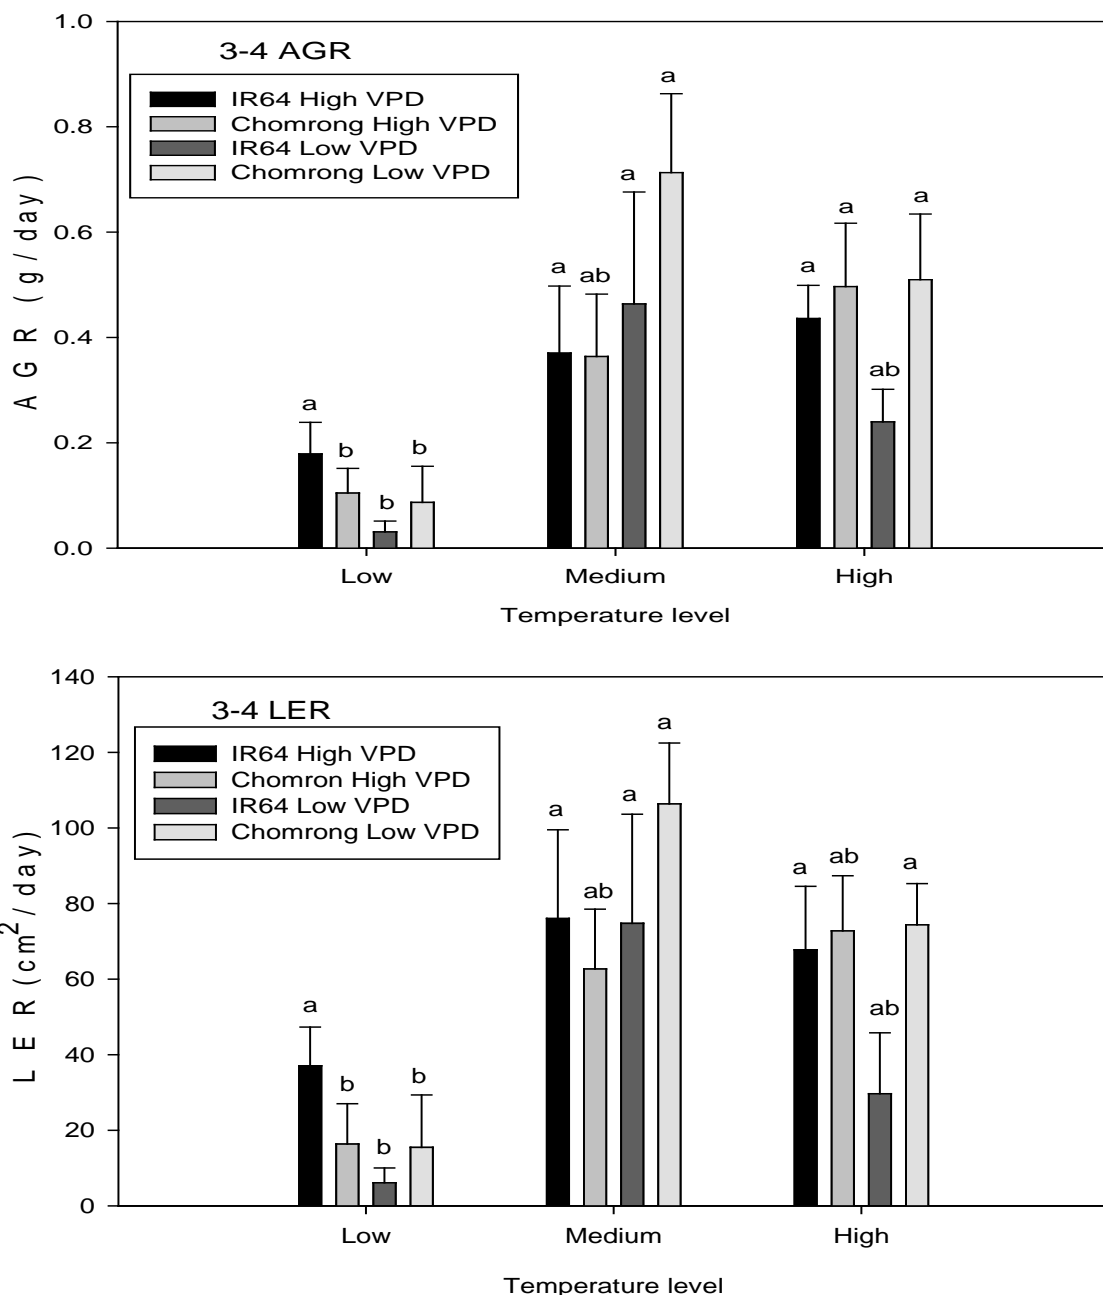 1.0
3-4 AGR
IR64 High VPD
Chomrong High VPD
IR64 Low VPD
Chomrong Low VPD
0.8
0.6
0.4
0.2
0.0
AGR (g/day)
a
b
b
b
a
ab
a
a
a
a
ab
a
Low
Medium
High
Temperature level
140
3-4 LER
IR64 High VPD
Chomron High VPD
IR64 Low VPD
Chomrong Low VPD
120
100
80
60
40
20
0
LER(cm²/day)
a
b
b
b
a
ab
a
a
a
ab
ab
a
Low
Medium
High
Temperature level